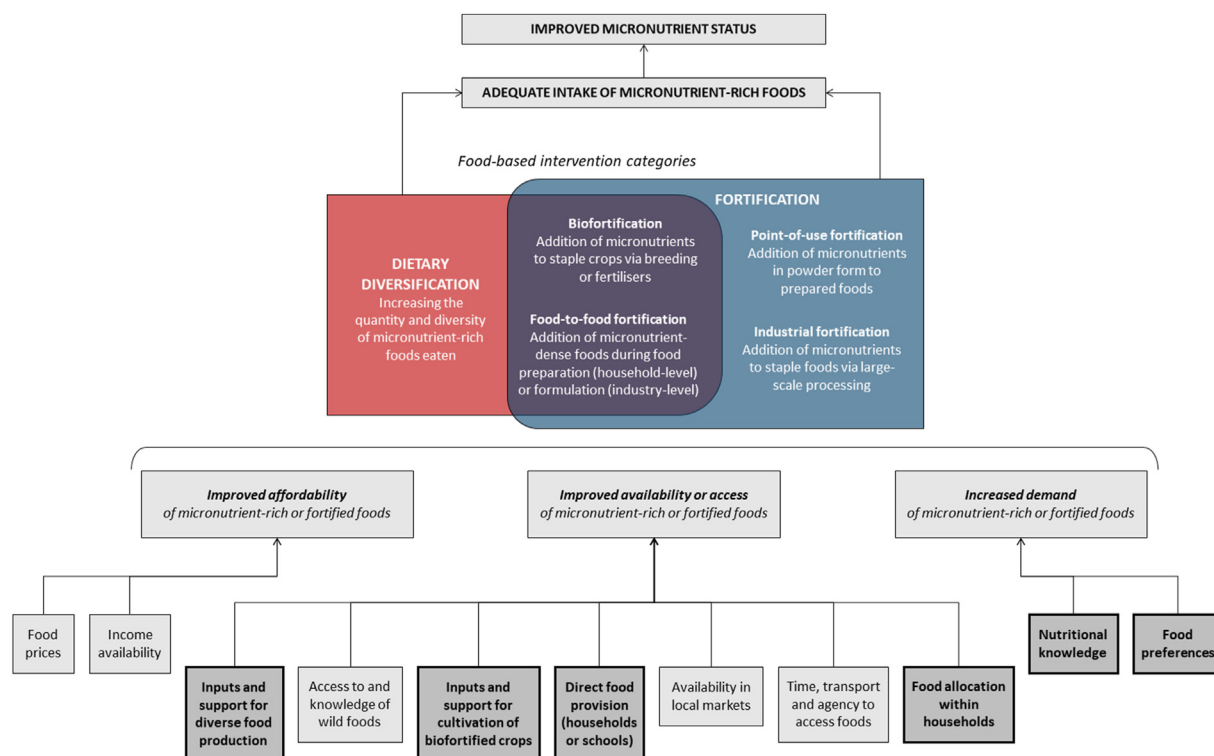 IMPROVED MICRONUTRIENT STATUS
ADEQUATE INTAKE OF MICRONUTRIENT-RICH FOODS
Food-based intervention categories
DIETARY
DIVERSIFICATION
Increasing the
quantity and diversity
of micronutrient-rich
foods eaten
Biofortification
Addition of micronutrients
to staple crops via breeding
or fertilisers
Food-to-food fortification
Addition of micronutrient-
dense foods during food
preparation (household-level)
or formulation (industry-level)
FORTIFICATION
Point-of-use fortification
Addition of micronutrients
in powder form to
prepared foods
Industrial fortification
Addition of micronutrients
to staple foods via large-
scale processing
Improved affordability
of micronutrient-rich or fortified foods
Improved availability or access
of micronutrient-rich or fortified foods
Increased demand
of micronutrient-rich or fortified foods
Food
prices
Income
availability
Inputs and
support for
diverse food
production
Access to and
knowledge of
wild foods
Inputs and
support for
cultivation of
biofortified crops
Direct food
provision
(households
or schools)
Availability in
local markets
Time, transport
and agency to
access foods
Food allocation
within
households
Nutritional
knowledge
Food
preferences